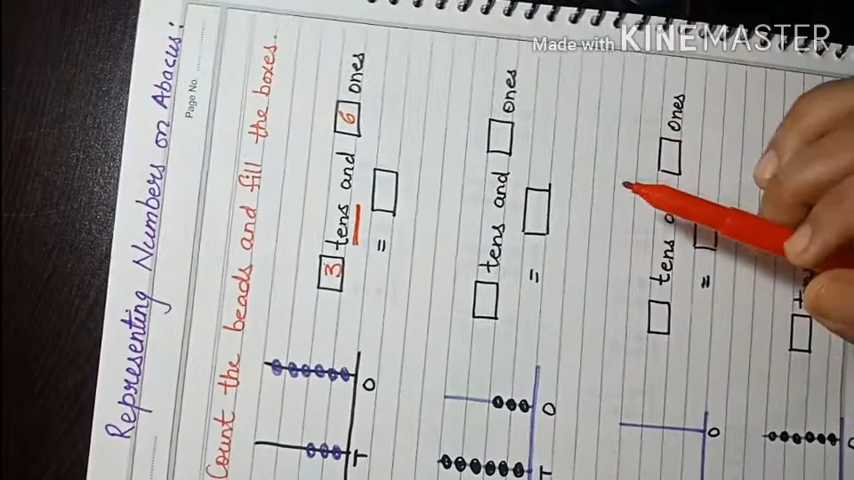 Made with KINEMASTER
Page No.
Representing Numbers on Abacus:
Count the beads and fill the boxes.
3 tens and 6 ones
=
T O
tens and ones
=
T O
tens and ones
=
O